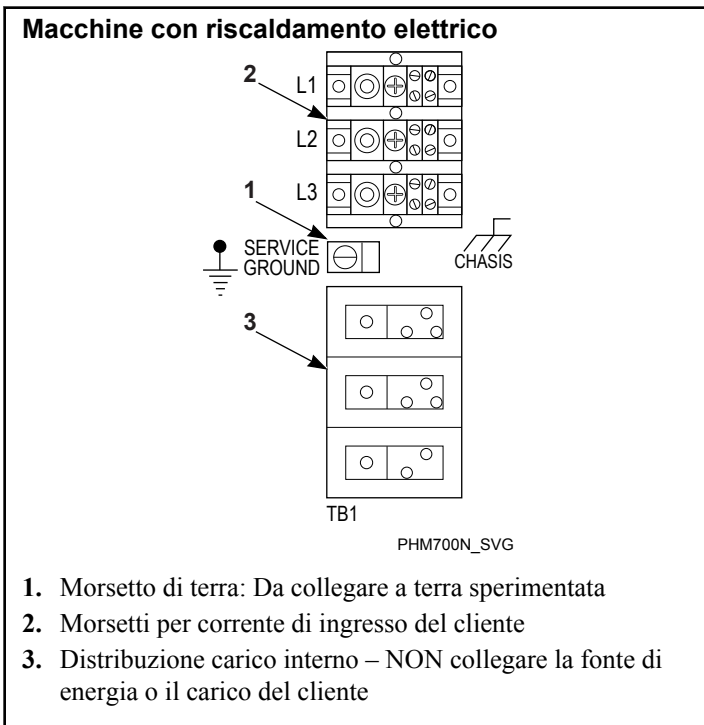 Macchine con riscaldamento elettrico
2
L1
L2
1
L3
SERVICE
GROUND
CHASIS
3
TB1
PHM700N_SVG
1. Morsetto di terra: Da collegare a terra sperimentata
2. Morsetti per corrente di ingresso del cliente
3. Distribuzione carico interno – NON collegare la fonte di
energia o il carico del cliente